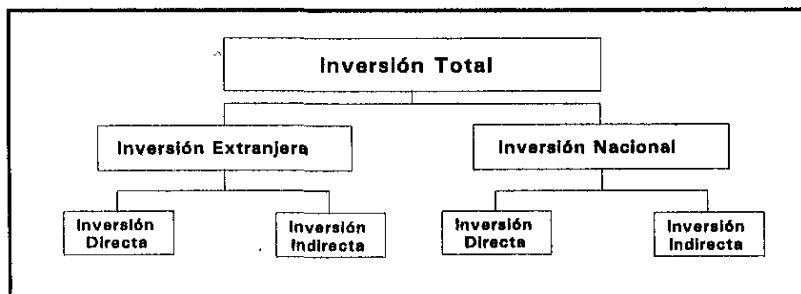 Inversión Total
Inversión Extranjera
Inversión Nacional
Inversión
Directa
Inversión
Indirecta
Inversión
Directa
Inversión
Indirecta